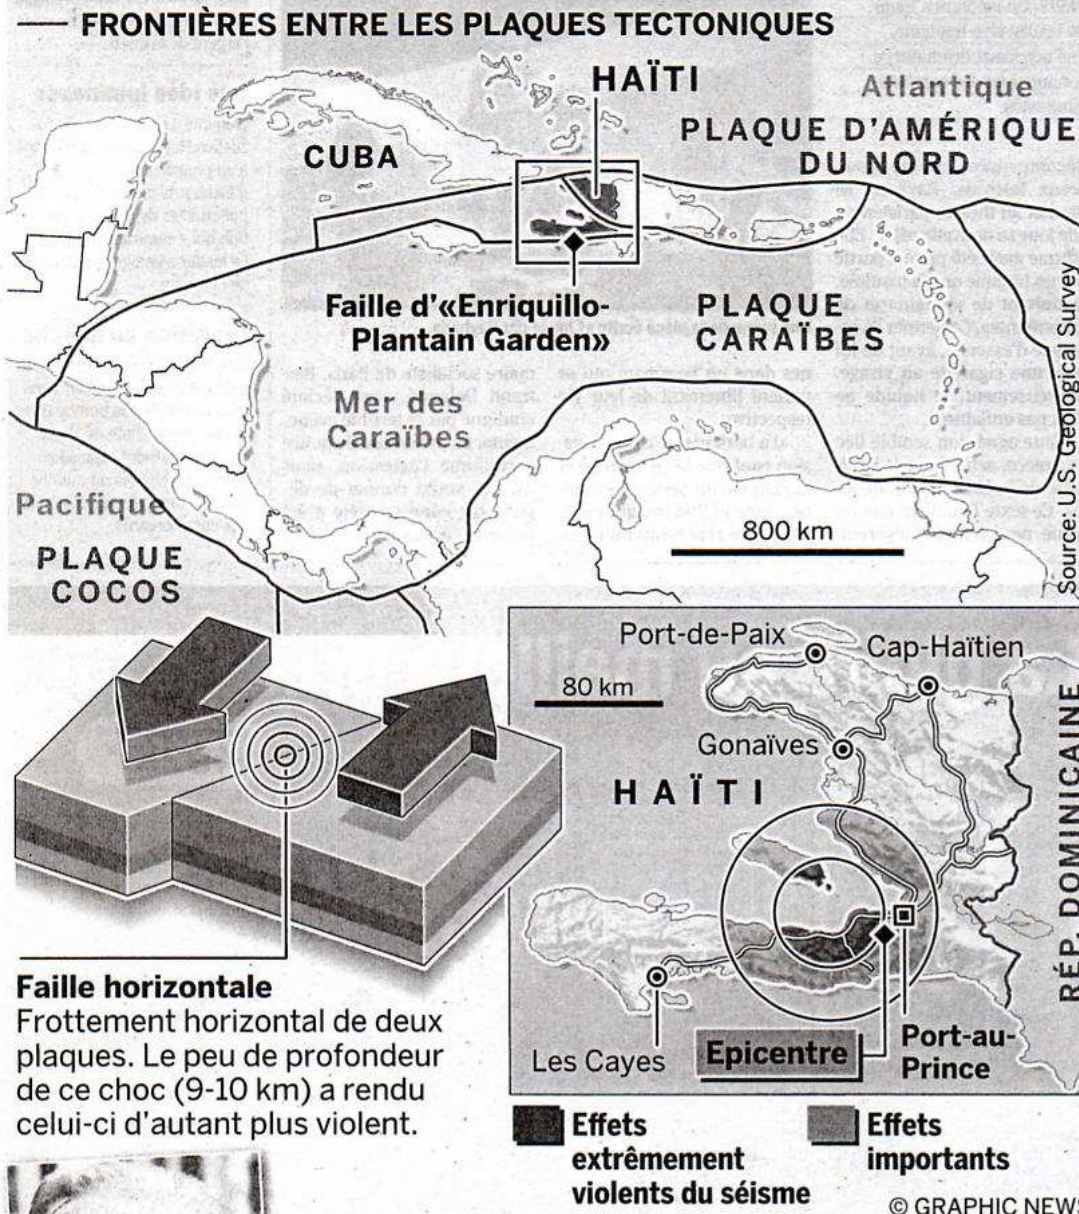 FRONTIÈRES ENTRE LES PLAQUES TECTONIQUES
HAÏTI
Atlantique
PLAQUE D'AMÉRIQUE
DU NORD
CUBA
Faille d'«Enriquillo-
Plantain Garden»
PLAQUE
CARAÏBES
Mer des
Caraïbes
Pacifique
PLAQUE
COCOS
800 km
Source: U.S. Geological Survey
Port-de-Paix
Cap-Haïtien
80 km
Gonaïves
HAÏTI
RÉP. DOMINICAINE
Les Cayes
Epicentre
Port-au-
Prince
Faille horizontale
Frottement horizontal de deux
plaques. Le peu de profondeur
de ce choc (9-10 km) a rendu
celui-ci d'autant plus violent.
Effets
extrêmement
violents du séisme
Effets
importants
© GRAPHIC NEWS